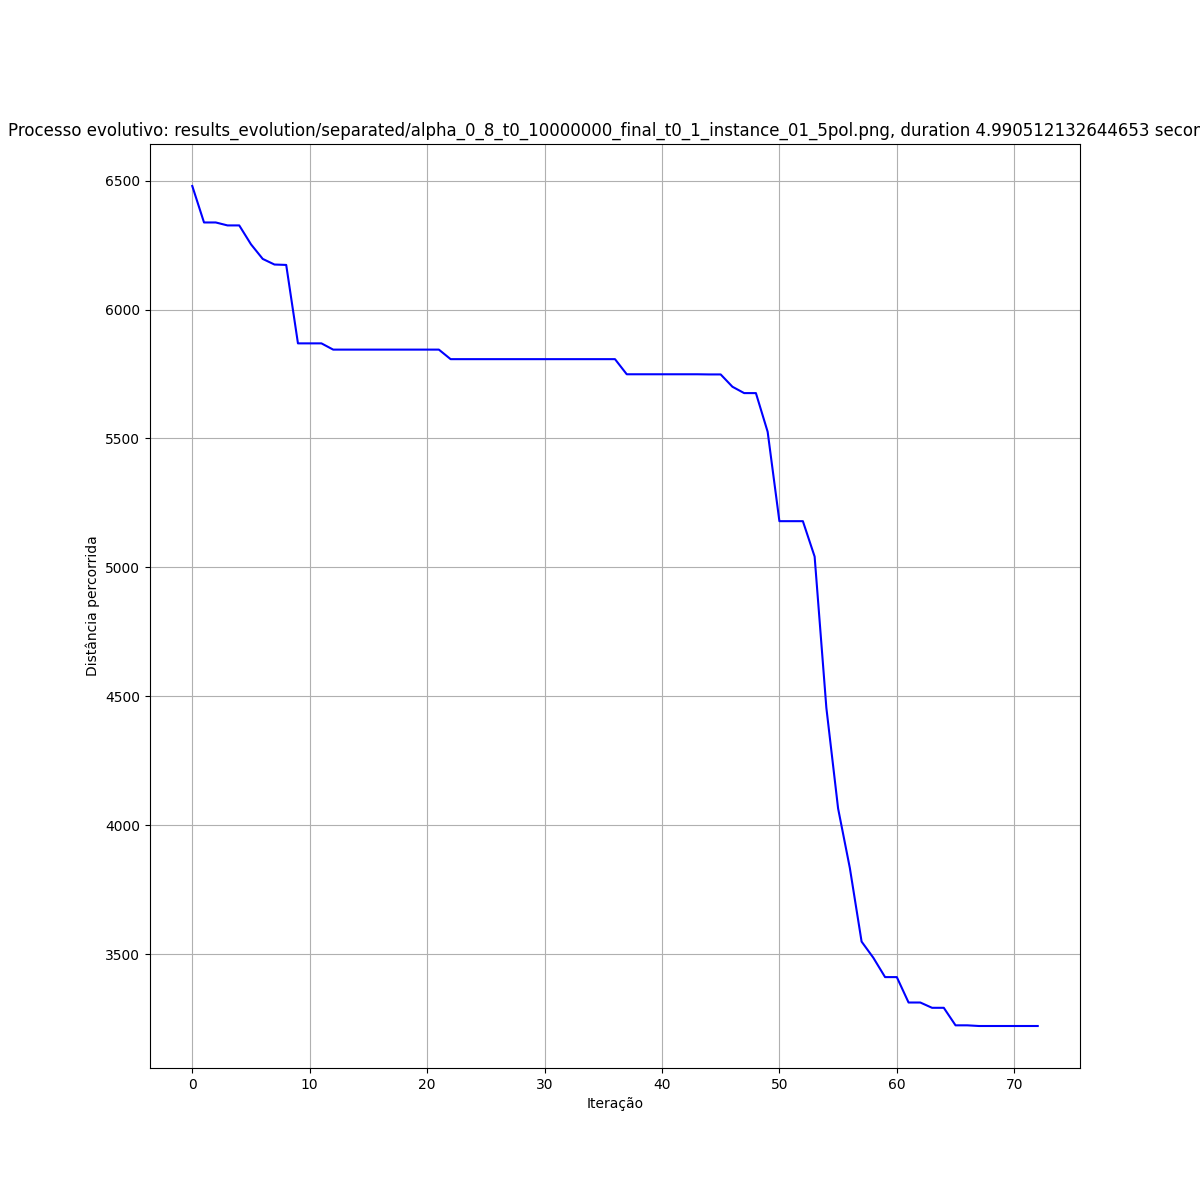 Processo evolutivo: results_evolution/separated/alpha_0_8_t0_10000000_final_t0_1_instance_01_5pol.png, duration 4.990512132644653
6500
6000
5500
5000
4500
4000
3500
Distância percorrida
0 10 20 30 40 50 60 70
Iteração